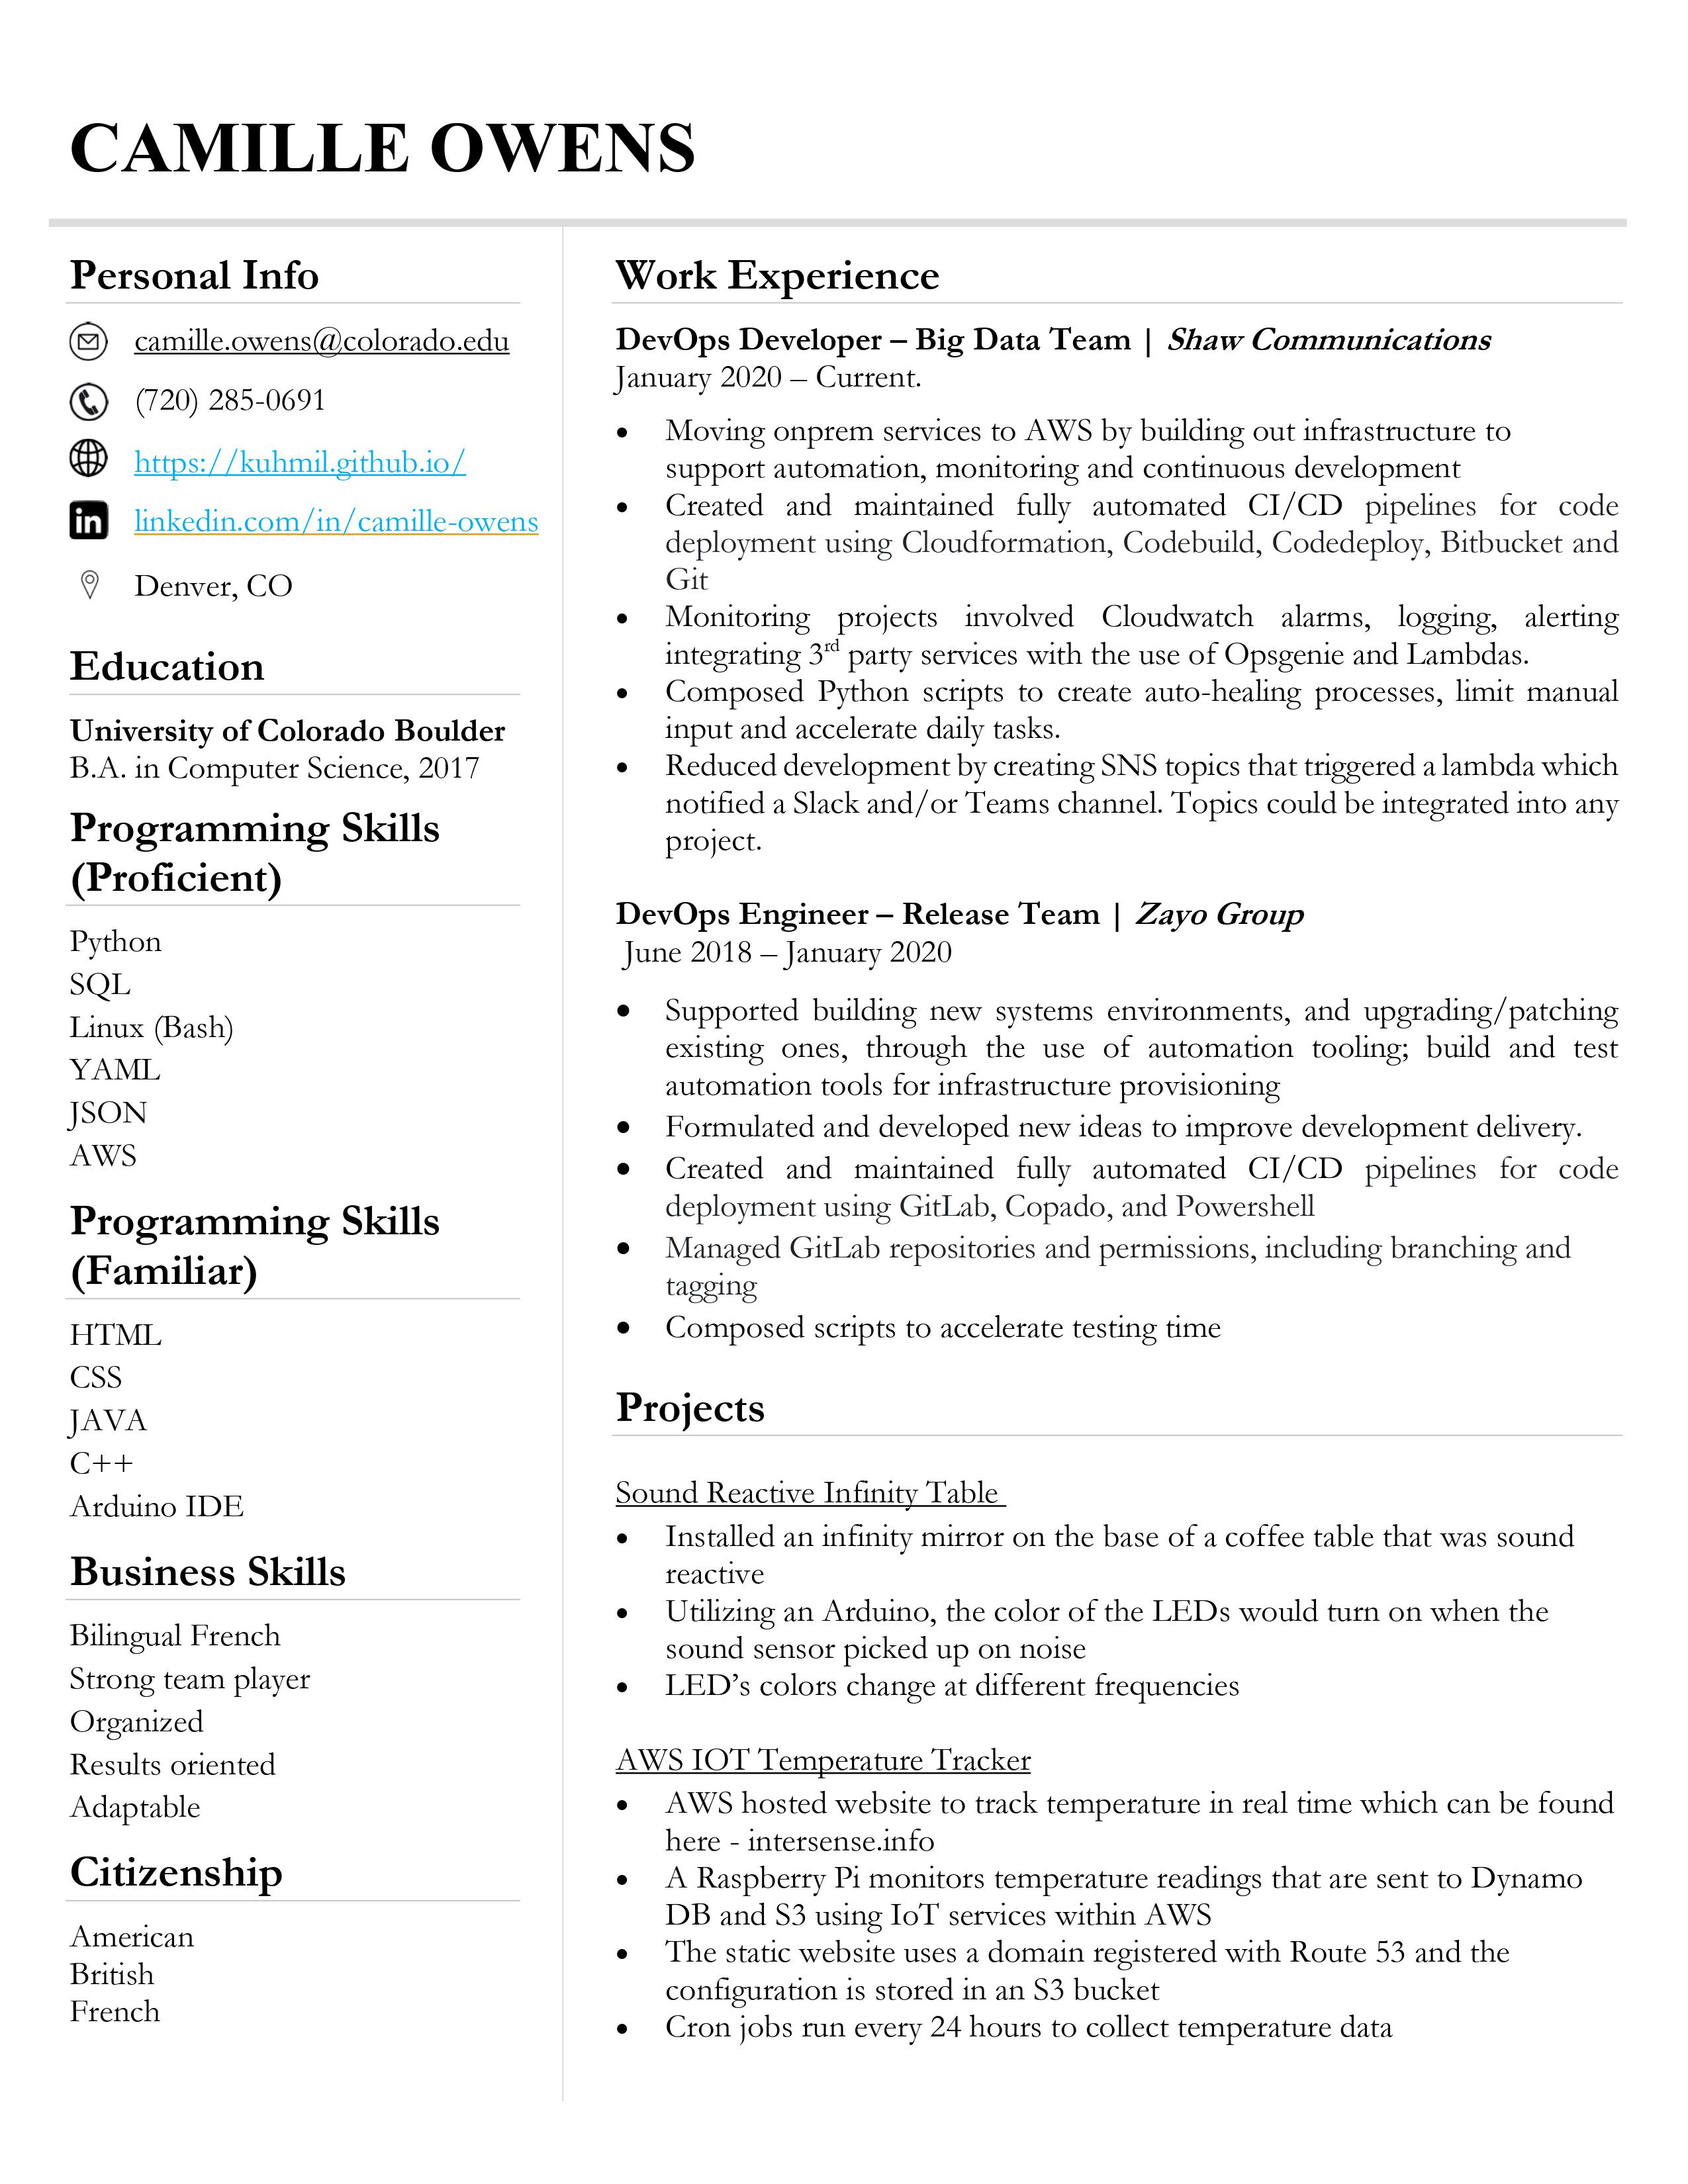 CAMILLE OWENS
Personal Info
camille.owens@colorado.edu
(720) 285-0691
https://kuhmil.github.io/
linkedin.com/in/camille-owens
Denver, CO
Education
University of Colorado Boulder
B.A. in Computer Science, 2017
Programming Skills
(Proficient)
Python
SQL
Linux (Bash)
YAML
JSON
AWS
Programming Skills
(Familiar)
HTML
CSS
JAVA
C++
Arduino IDE
Business Skills
Bilingual French
Strong team player
Organized
Results oriented
Adaptable
Citizenship
American
British
French
Work Experience
DevOps Developer – Big Data Team | Shaw Communications
January 2020 – Current.
• Moving onprem services to AWS by building out infrastructure to
support automation, monitoring and continuous development
• Created and maintained fully automated CI/CD pipelines for code
deployment using Cloudformation, Codebuild, Codedeploy, Bitbucket and
Git
• Monitoring projects involved Cloudwatch alarms, logging, alerting
integrating 3rd party services with the use of Opsgenie and Lambdas.
• Composed Python scripts to create auto-healing processes, limit manual
input and accelerate daily tasks.
• Reduced development by creating SNS topics that triggered a lambda which
notified a Slack and/or Teams channel. Topics could be integrated into any
project.
DevOps Engineer – Release Team | Zayo Group
June 2018 – January 2020
• Supported building new systems environments, and upgrading/patching
existing ones, through the use of automation tooling; build and test
automation tools for infrastructure provisioning
• Formulated and developed new ideas to improve development delivery.
• Created and maintained fully automated CI/CD pipelines for code
deployment using GitLab, Copado, and Powershell
• Managed GitLab repositories and permissions, including branching and
tagging
• Composed scripts to accelerate testing time
Projects
Sound Reactive Infinity Table
• Installed an infinity mirror on the base of a coffee table that was sound
reactive
• Utilizing an Arduino, the color of the LEDs would turn on when the
sound sensor picked up on noise
• LED’s colors change at different frequencies
AWS IOT Temperature Tracker
• AWS hosted website to track temperature in real time which can be found
here - intersense.info
• A Raspberry Pi monitors temperature readings that are sent to Dynamo
DB and S3 using IoT services within AWS
• The static website uses a domain registered with Route 53 and the
configuration is stored in an S3 bucket
• Cron jobs run every 24 hours to collect temperature data